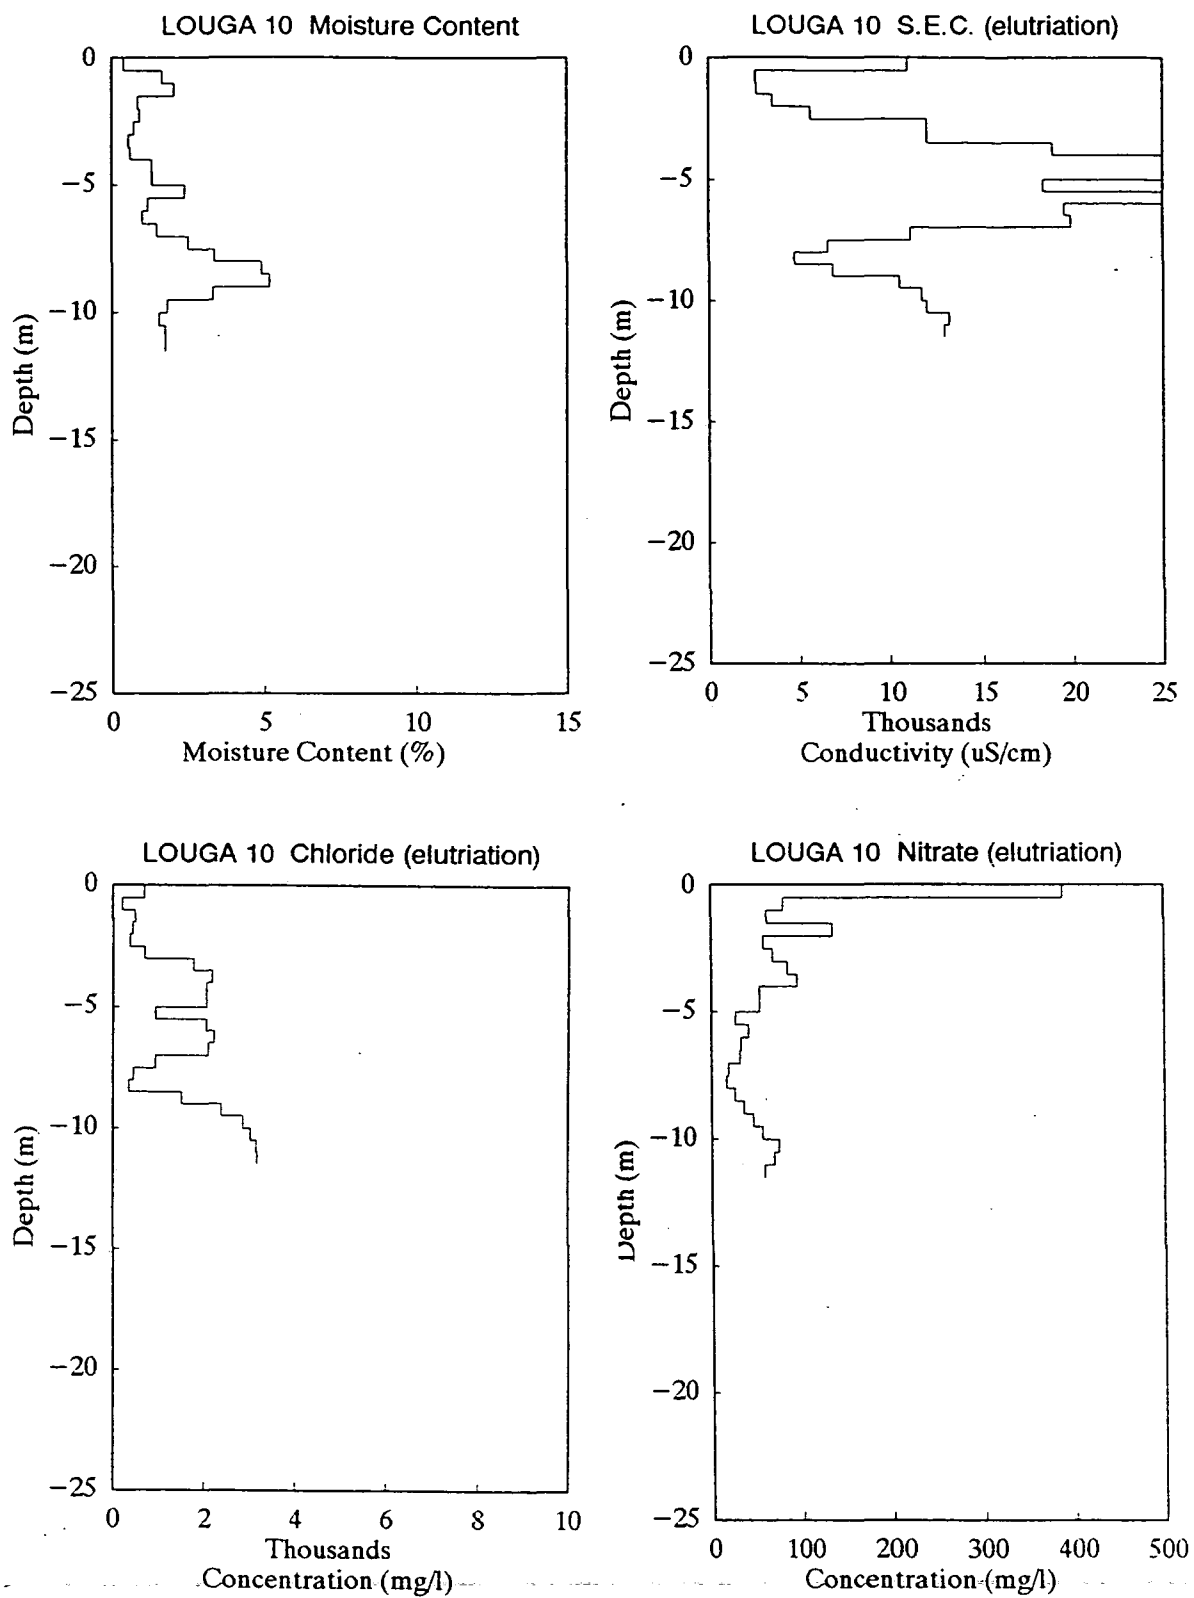 LOUGA 10 Moisture Content
0
−5
−10
−15
−20
−25
Depth (m)
0 5 10 15
Moisture Content (%)
LOUGA 10 S.E.C. (elutriation)
0
−5
−10
−15
−20
−25
Depth (m)
0 5 10 15 20 25
Thousands
Conductivity (uS/cm)
LOUGA 10 Chloride (elutriation)
0
−5
−10
−15
−20
−25
Depth (m)
0 2 4 6 8 10
Thousands
Concentration (mg/l)
LOUGA 10 Nitrate (elutriation)
0
−5
−10
−15
−20
−25
Depth (m)
0 100 200 300 400 500
Concentration (mg/l)